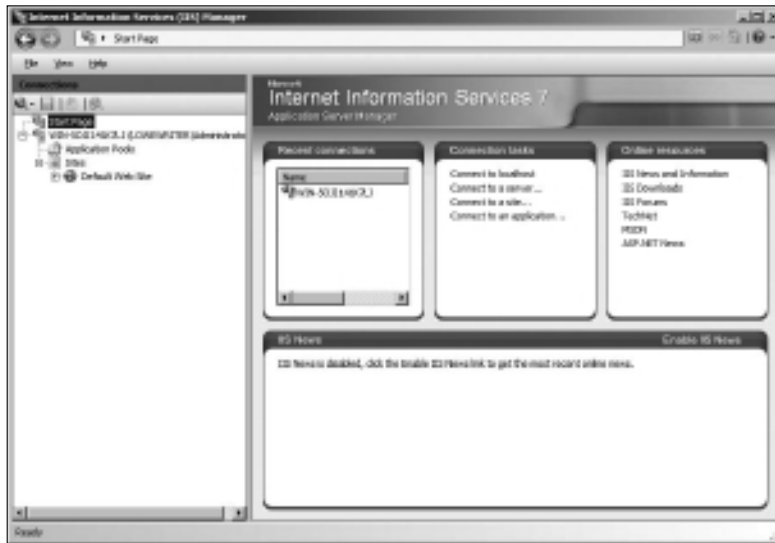 Internet Information Services (IIS) Manager
Start Page
File View Help
Connections
Start Page
Application Pools
Sites
Default Web Site
Microsoft
Internet Information Services 7
Application Server Manager
Recent connections
Name
Connection tasks
Connect to localhost
Connect to a server...
Connect to a site...
Connect to an application...
Online resources
IIS News and Information
IIS Downloads
IIS Forums
TechNet
MSDN
ASP.NET News
IIS News
Enable IIS News
IIS News is disabled, click the Enable IIS News link to get the most recent online news.
Ready